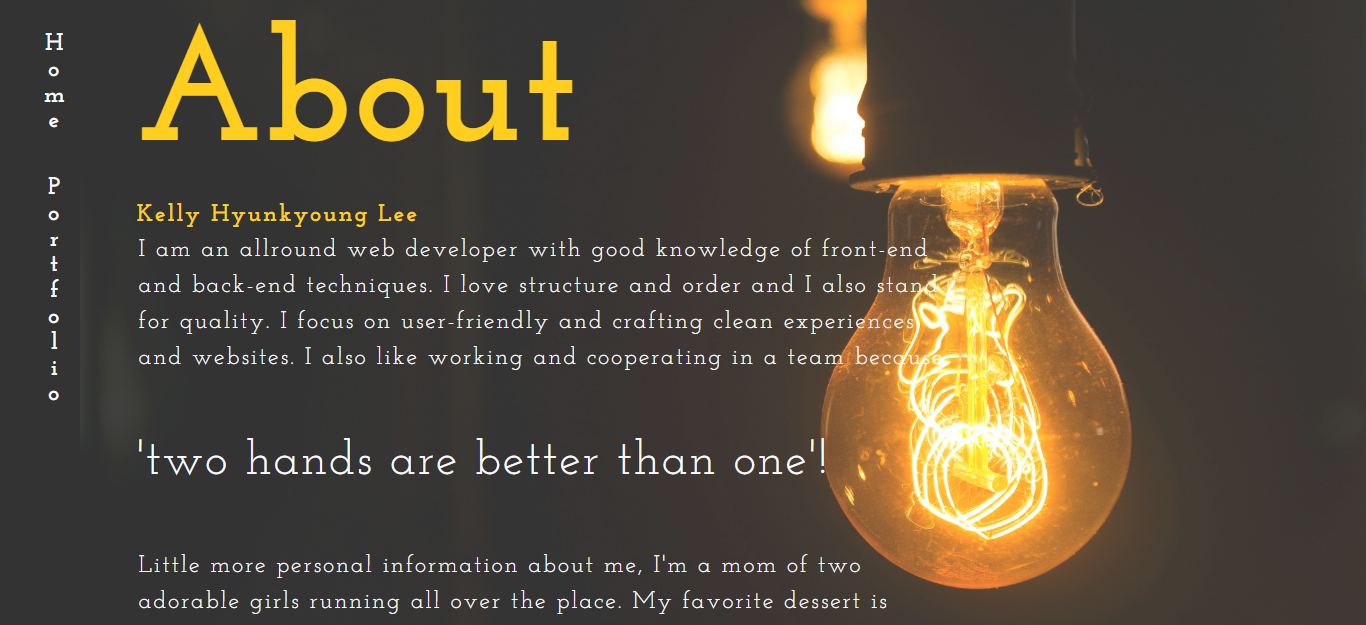 Home
Portfolio
About
Kelly Hyunkyoung Lee
I am an allround web developer with good knowledge of front-end
and back-end techniques. I love structure and order and I also stand
for quality. I focus on user-friendly and crafting clean experiences
and websites. I also like working and cooperating in a team because
'two hands are better than one'!
Little more personal information about me, I'm a mom of two
adorable girls running all over the place. My favorite dessert is